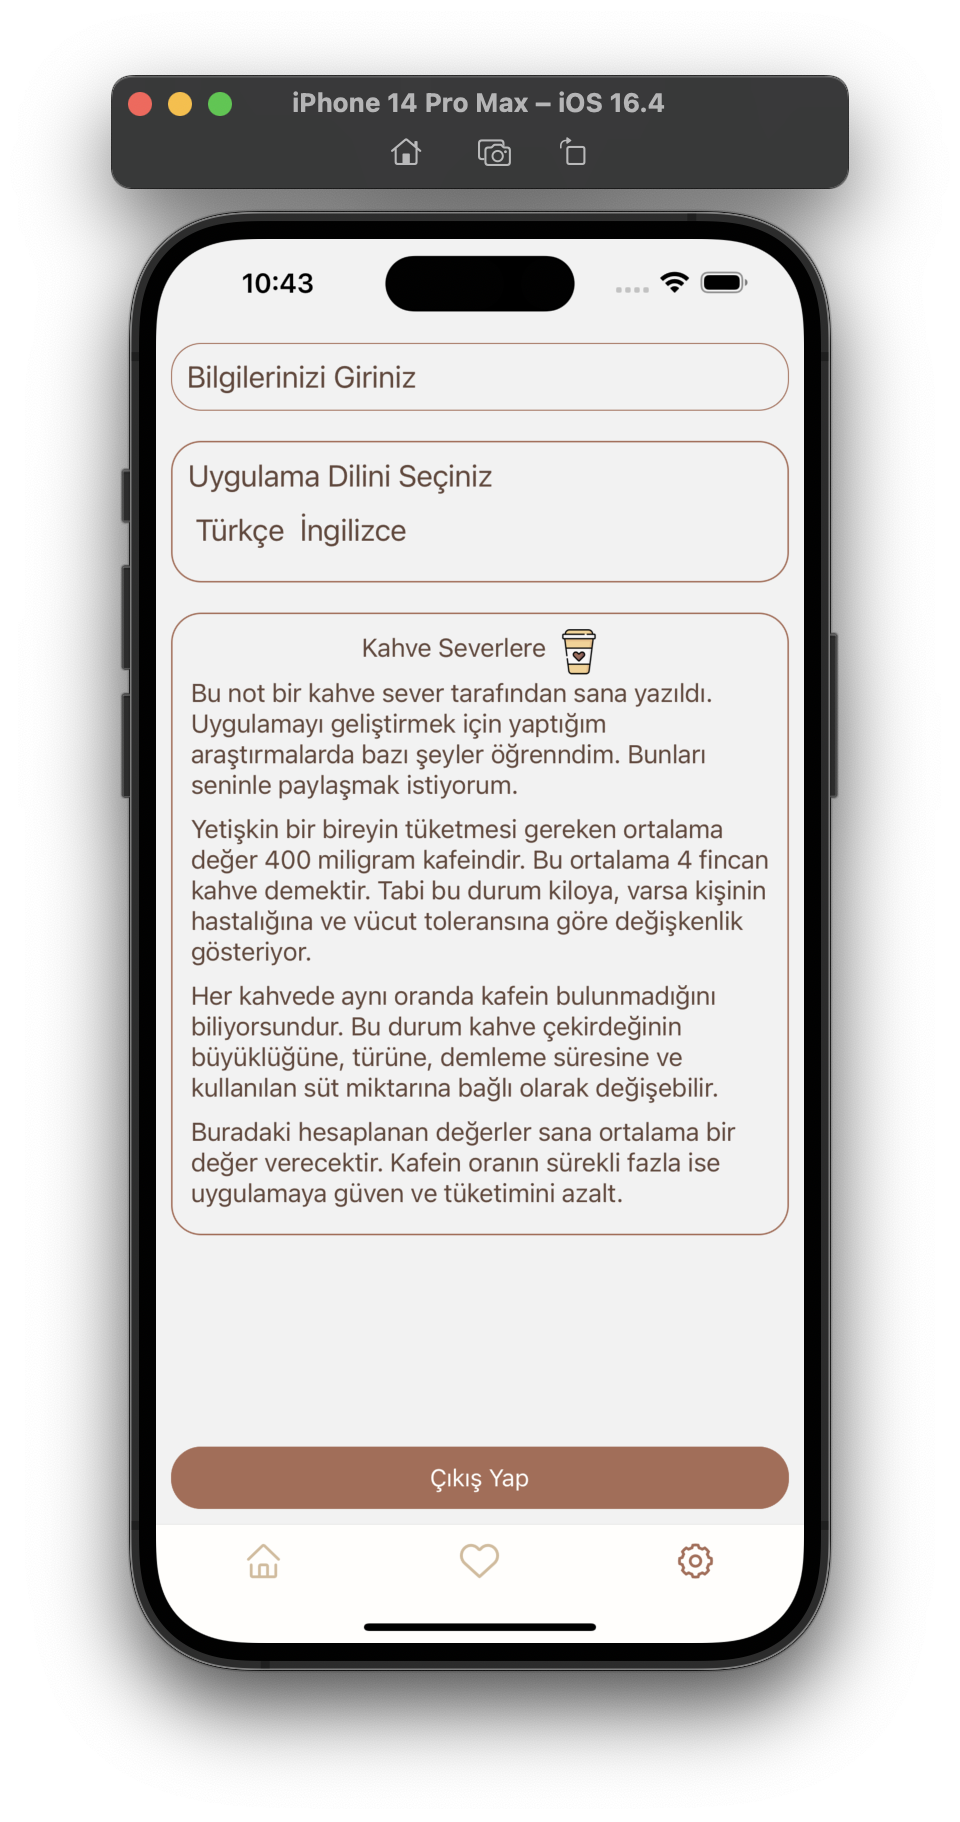 iPhone 14 Pro Max – iOS 16.4
10:43
Bilgilerinizi Giriniz
Uygulama Dilini Seçiniz
Türkçe İngilizce
Kahve Severlere
Bu not bir kahve sever tarafından sana yazıldı.
Uygulamayı geliştirmek için yaptığım
araştırmalarda bazı şeyler öğrenndim. Bunları
seninle paylaşmak istiyorum.
Yetişkin bir bireyin tüketmesi gereken ortalama
değer 400 miligram kafeindir. Bu ortalama 4 fincan
kahve demektir. Tabi bu durum kiloya, varsa kişinin
hastalığına ve vücut toleransına göre değişkenlik
gösteriyor.
Her kahvede aynı oranda kafein bulunmadığını
biliyorsundur. Bu durum kahve çekirdeğinin
büyüklüğüne, türüne, demleme süresine ve
kullanılan süt miktarına bağlı olarak değişebilir.
Buradaki hesaplanan değerler sana ortalama bir
değer verecektir. Kafein oranın sürekli fazla ise
uygulamaya güven ve tüketimini azalt.
Çıkış Yap